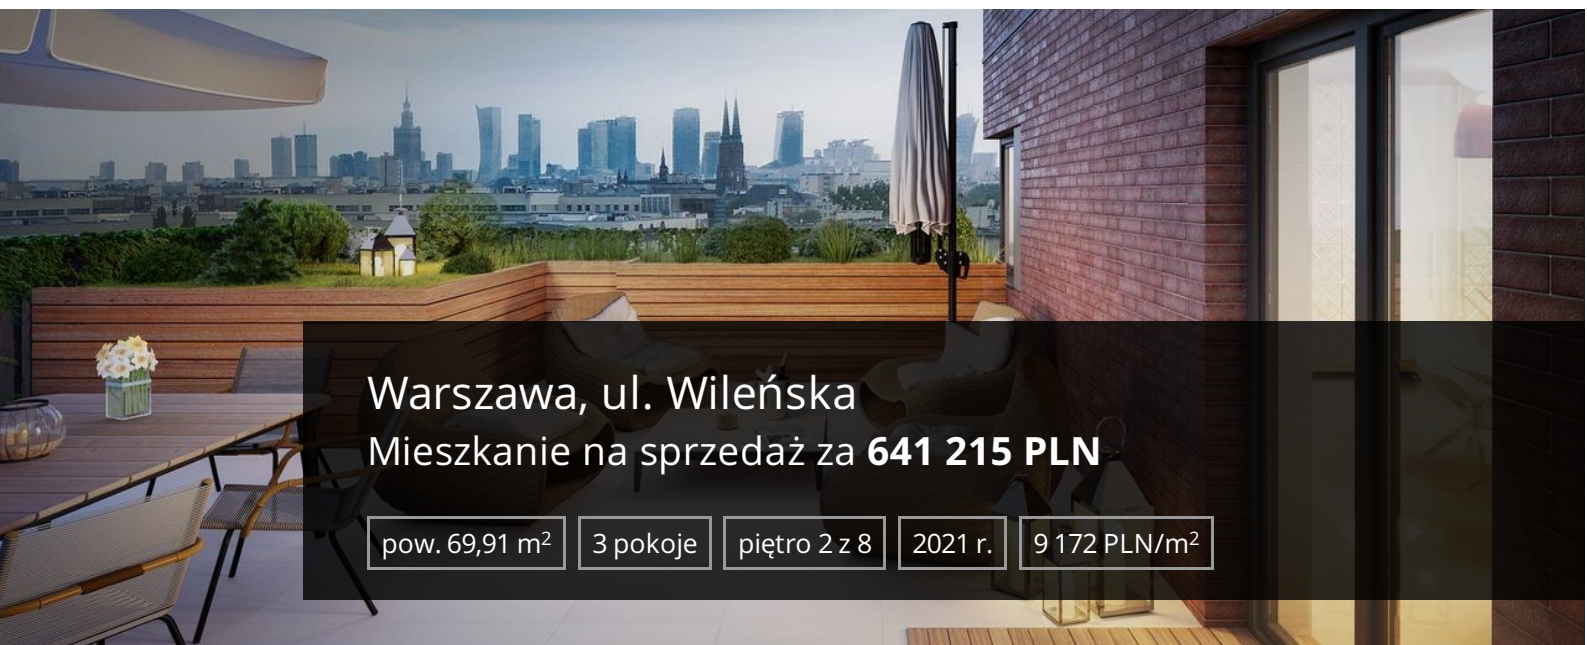 Warszawa, ul. Wileńska
Mieszkanie na sprzedaż za 641 215 PLN
pow. 69,91 m² 3 pokoje piętro 2 z 8 2021 r. 9 172 PLN/m²